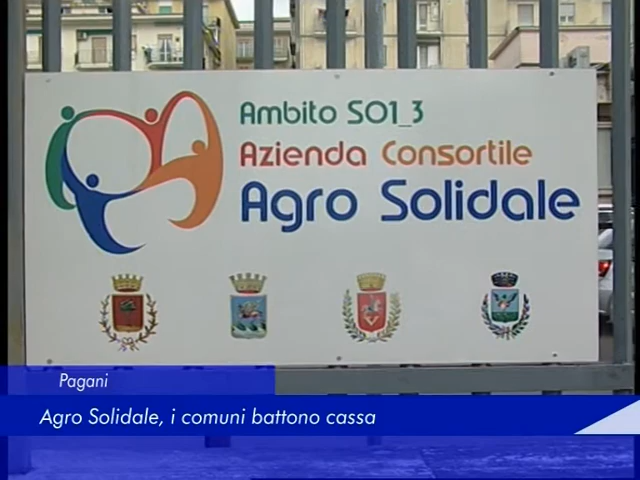 Ambito S01_3
Azienda Consortile
Agro Solidale
Pagani
Agro Solidale, i comuni battono cassa